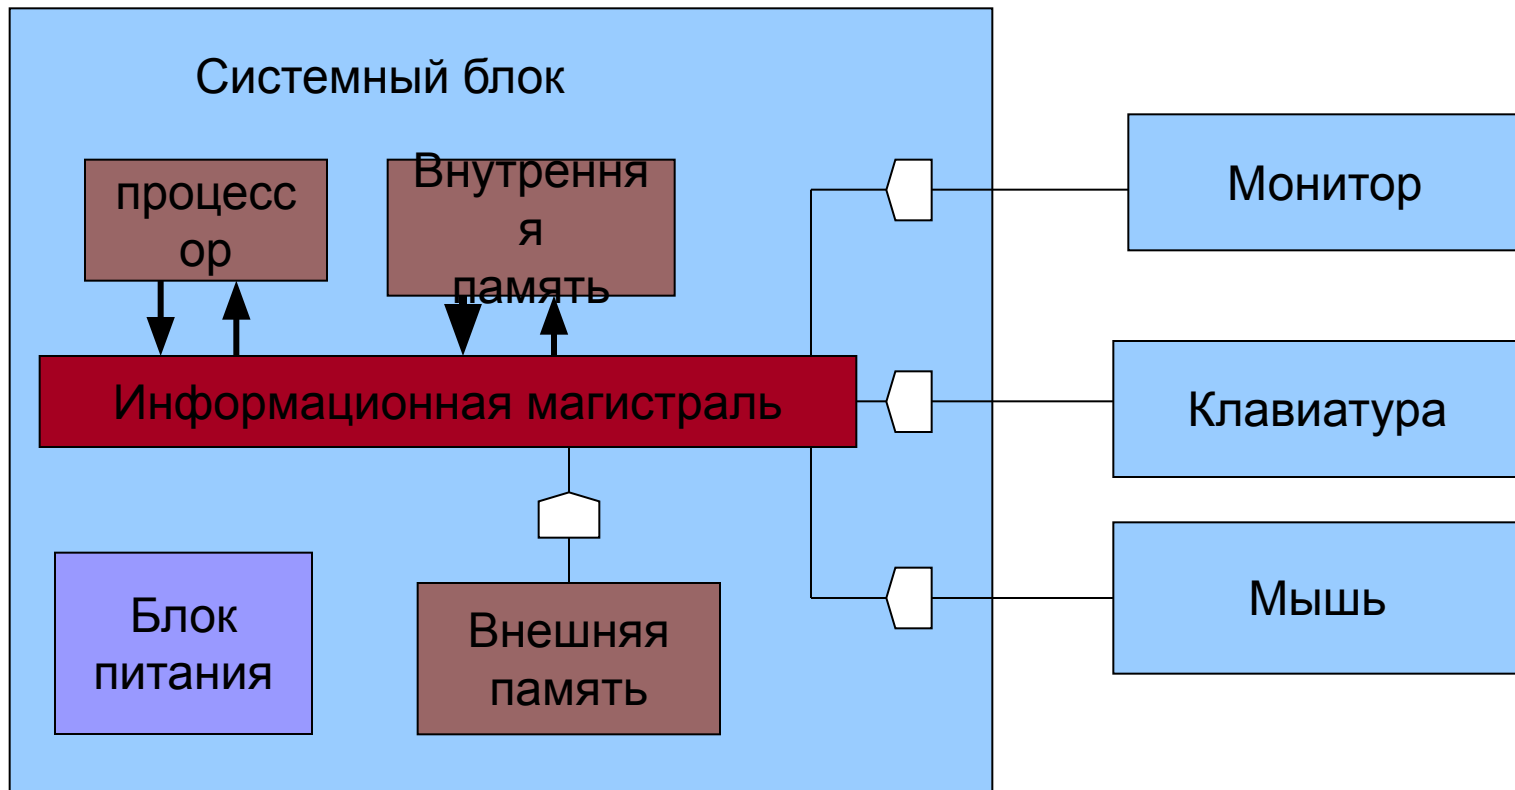 Системный блок
процесс
ор
Внутрення
я
память
Монитор
Информационная магистраль
Клавиатура
Блок
питания
Внешняя
память
Мышь